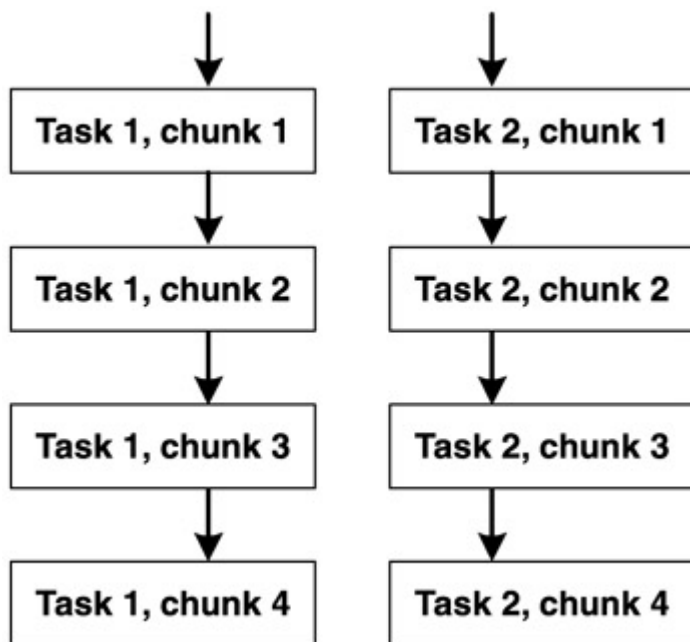 Task 1, chunk 1
Task 1, chunk 2
Task 1, chunk 3
Task 1, chunk 4
Task 2, chunk 1
Task 2, chunk 2
Task 2, chunk 3
Task 2, chunk 4